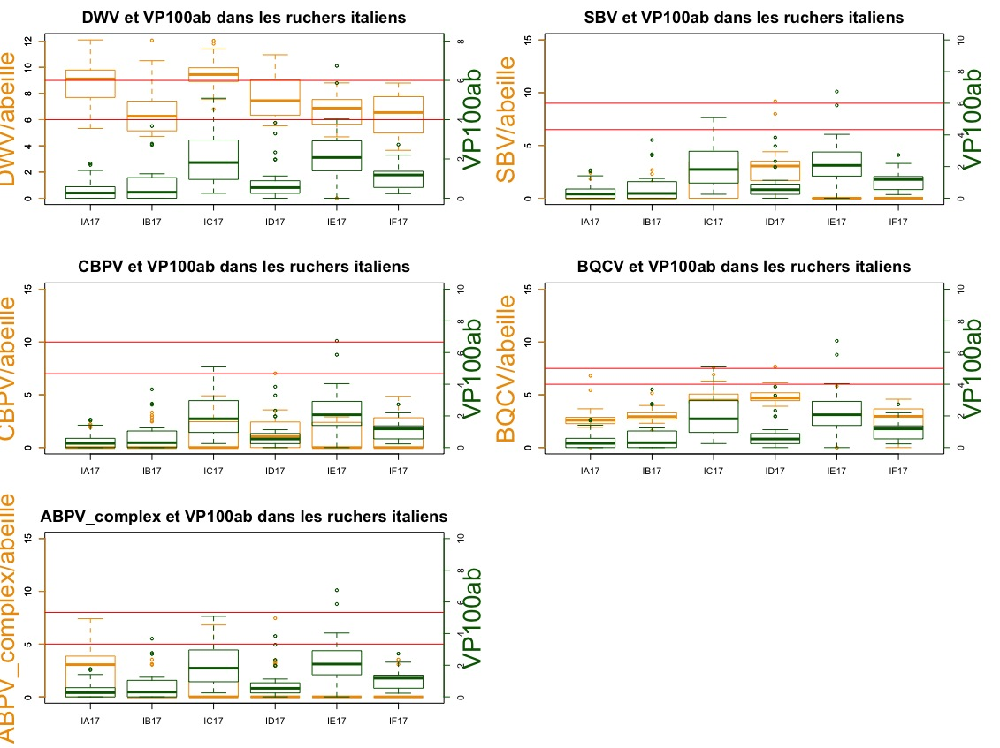 DWV et VP100ab dans les ruchers italiens
DWV/abeille
0 2 4 6 8 10 12
0 2 4 6 8
VP100ab
IA17 IB17 IC17 ID17 IE17 IF17
SBV et VP100ab dans les ruchers italiens
SBV/abeille
0 5 10 15
0 2 4 6 8 10
VP100ab
IA17 IB17 IC17 ID17 IE17 IF17
CBPV et VP100ab dans les ruchers italiens
CBPV/abeille
0 5 10 15
0 2 4 6 8 10
VP100ab
IA17 IB17 IC17 ID17 IE17 IF17
BQCV et VP100ab dans les ruchers italiens
BQCV/abeille
0 5 10 15
0 2 4 6 8 10
VP100ab
IA17 IB17 IC17 ID17 IE17 IF17
ABPV_complex et VP100ab dans les ruchers italiens
ABPV_complex/abeille
0 5 10 15
0 2 4 6 8 10
VP100ab
IA17 IB17 IC17 ID17 IE17 IF17